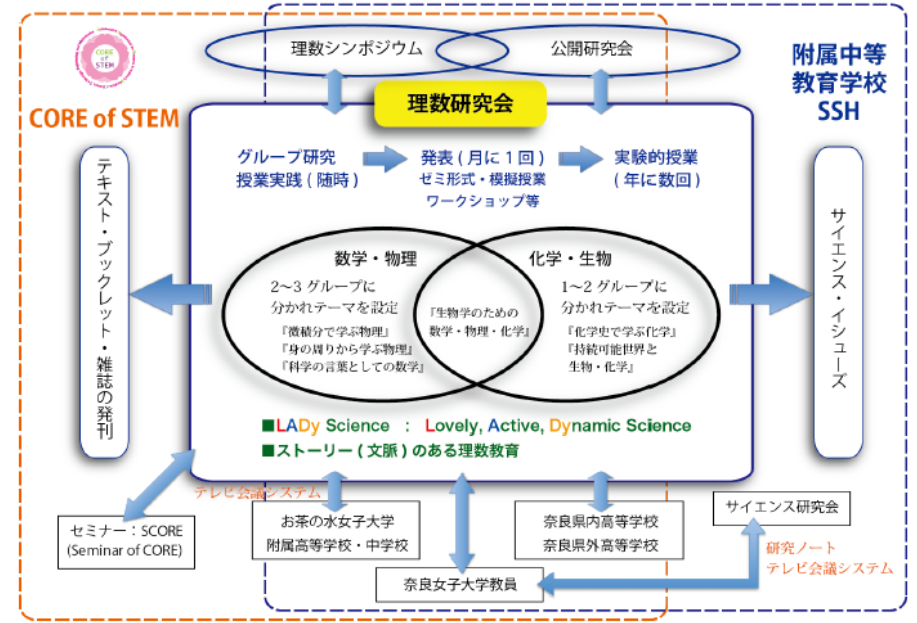 理数シンポジウム
公開研究会
CORE
of
STEM
CORE of STEM
附属中等
教育学校
SSH
理数研究会
グループ研究
授業実践(随時)
発表(月に1回)
ゼミ形式・模擬授業
ワークショップ等
実験的授業
(年に数回)
テキスト・ブックレット・雑誌の発刊
サイエンス・イシューズ
数学・物理
2〜3グループに
分かれテーマを設定
『微積分で学ぶ物理』
『身の周りから学ぶ物理』
『科学の言葉としての数学』
『生物学のための
数学・物理・化学』
化学・生物
1〜2グループに
分かれテーマを設定
『化学史で学ぶ化学』
『持続可能世界と
生物・化学』
■LADy Science : Lovely, Active, Dynamic Science
■ストーリー(文脈)のある理数教育
テレビ会議システム
セミナー:SCORE
(Seminar of CORE)
お茶の水女子大学
附属高等学校・中学校
奈良県内高等学校
奈良県外高等学校
サイエンス研究会
研究ノート
テレビ会議システム
奈良女子大学教員